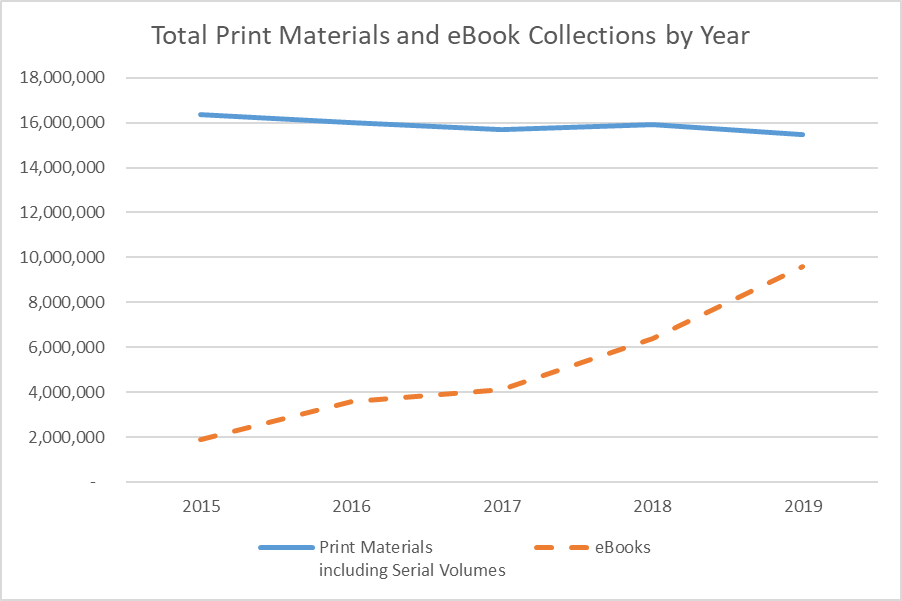 Total Print Materials and eBook Collections by Year
18,000,000
16,000,000
14,000,000
12,000,000
10,000,000
8,000,000
6,000,000
4,000,000
2,000,000
-
2015 2016 2017 2018 2019
Print Materials eBooks
including Serial Volumes